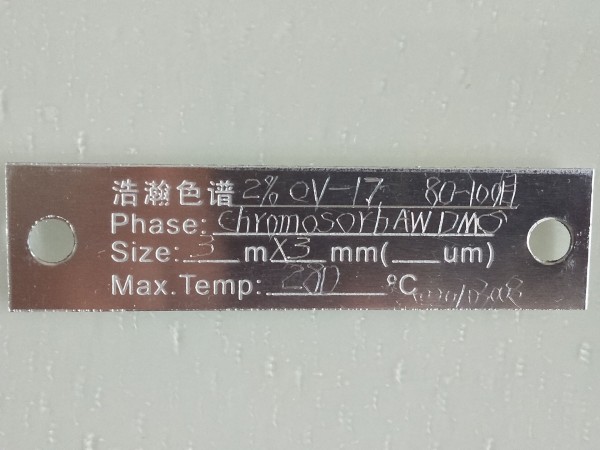 浩瀚色谱 2% OV-17 80-100目
Phase: Chromosorb AW DMCS
Size: 3 m X 3 mm( um)
Max.Temp: 280 °C